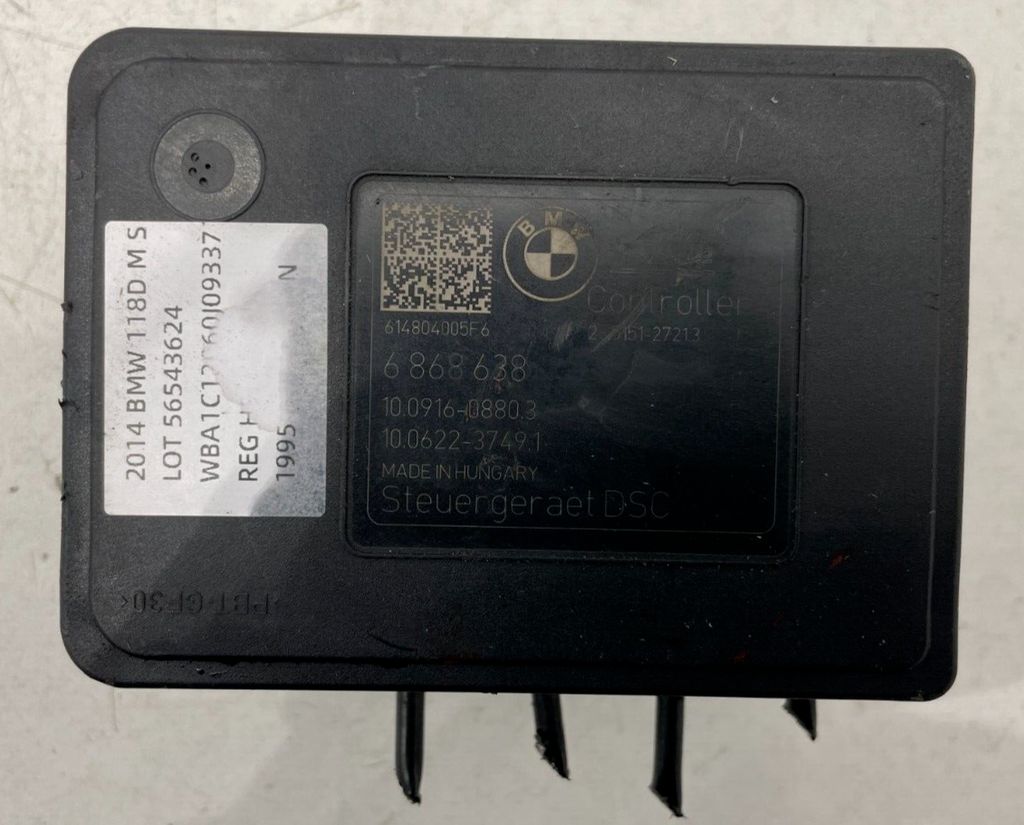 2014 BMW 118D M S
LOT 56543624
REG
1995
N
BMW
Controller
614804005F6
6 868 638
10.0916-0880.3
10.0622-3749.1
MADE IN HUNGARY
Steuergeraet DSC